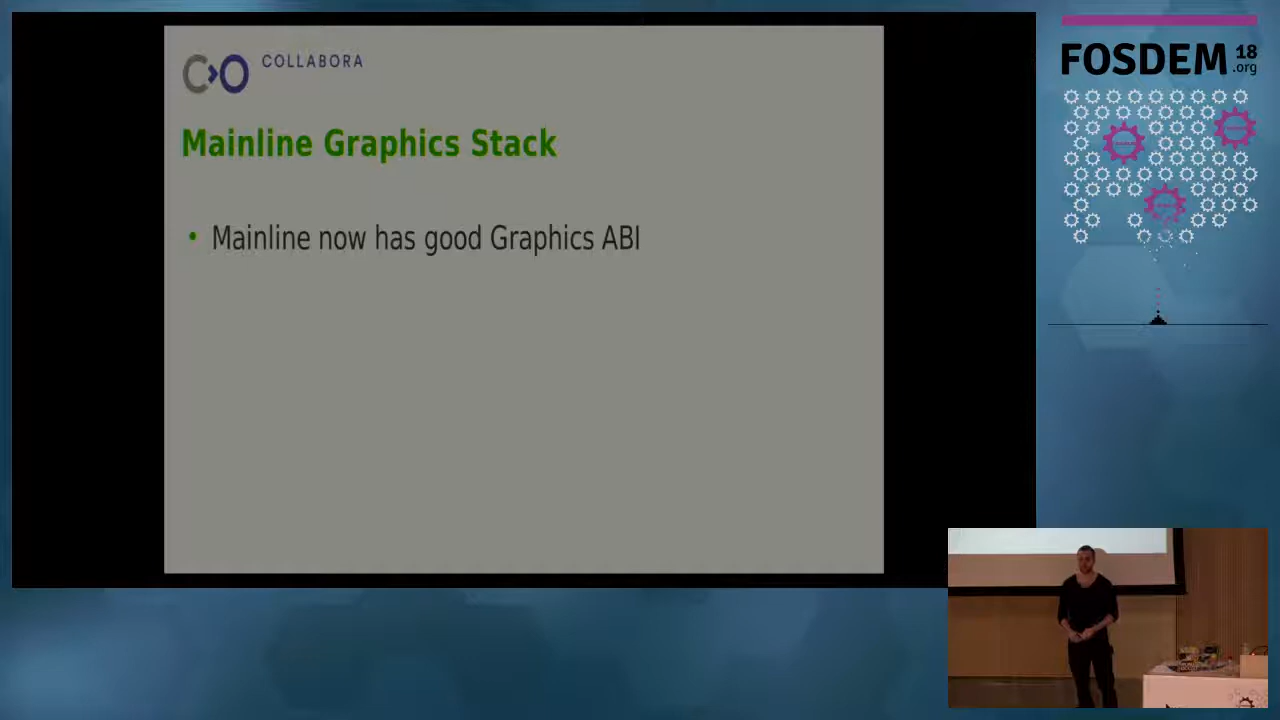 COLLABORA
Mainline Graphics Stack
• Mainline now has good Graphics ABI
FOSDEM 18
.org